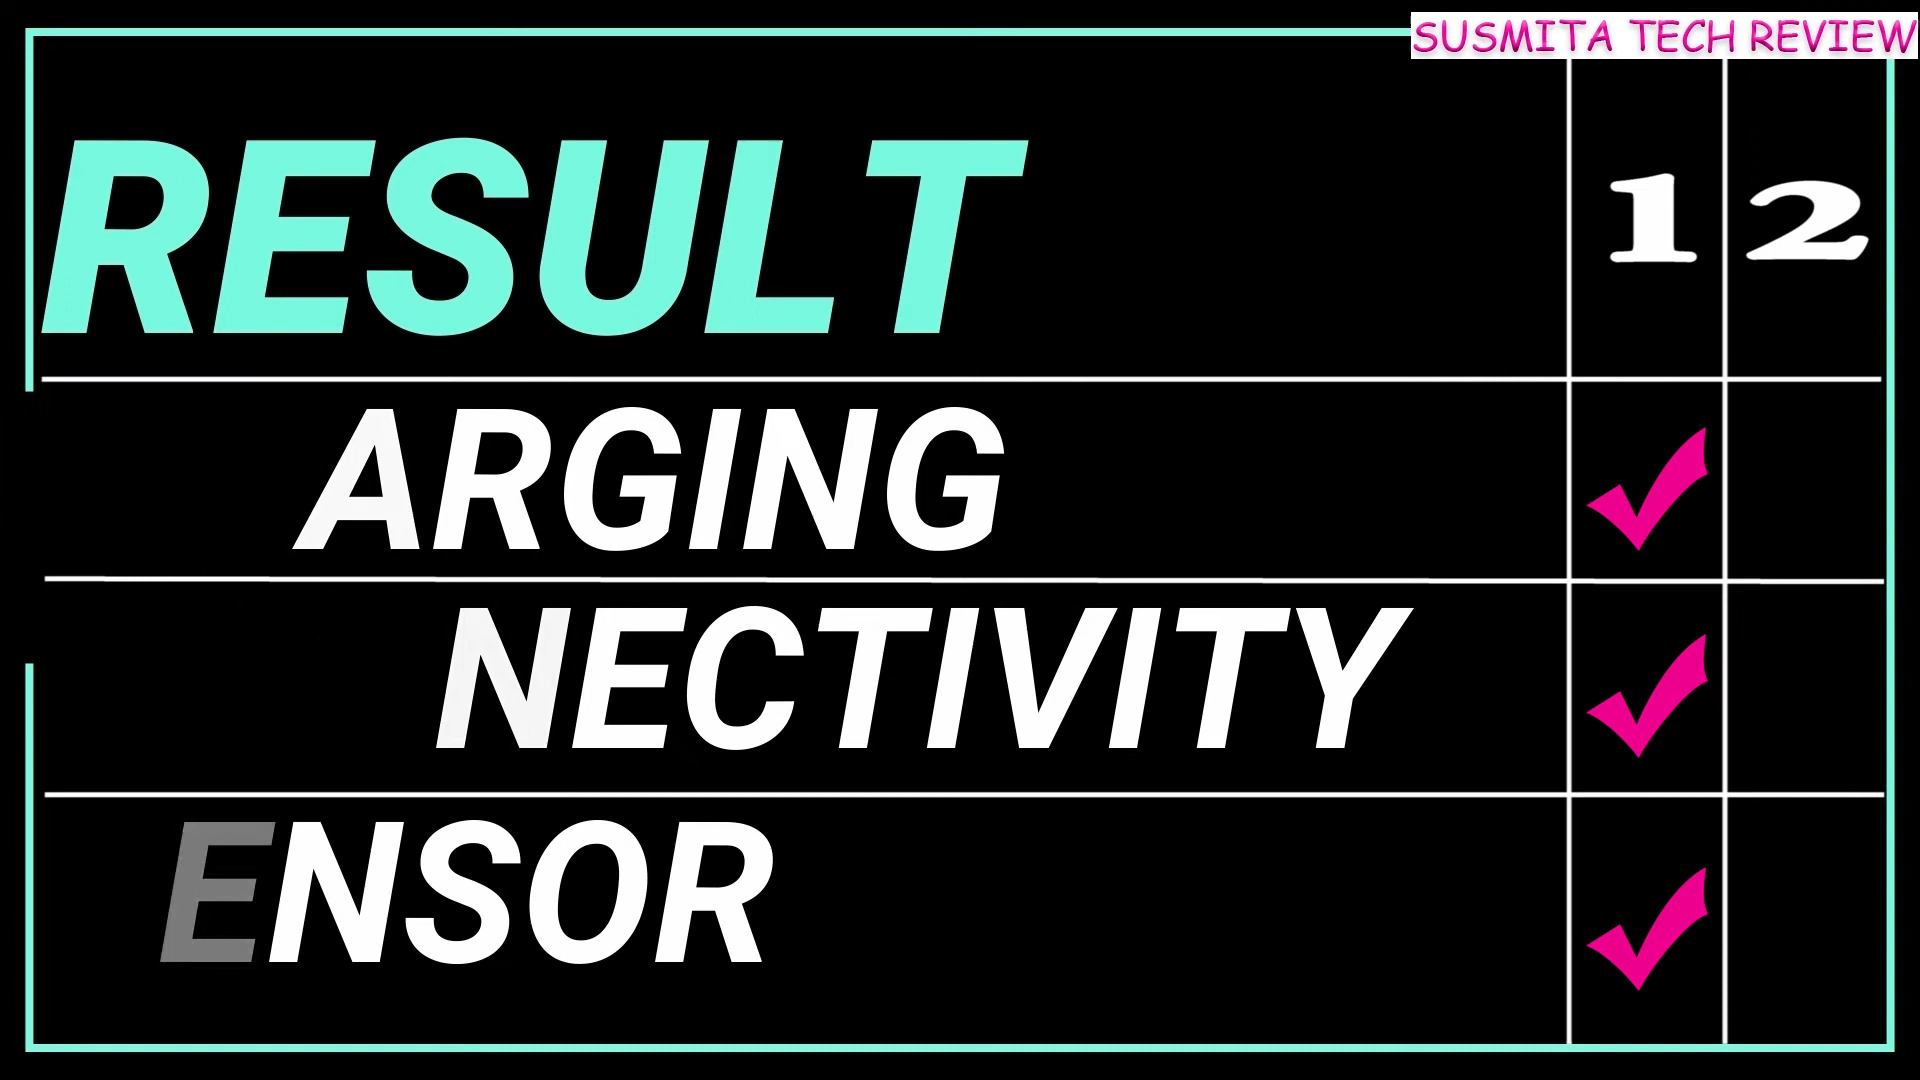 SUSMITA TECH REVIEW
RESULT 1 2
ARGING
NECTIVITY
ENSOR